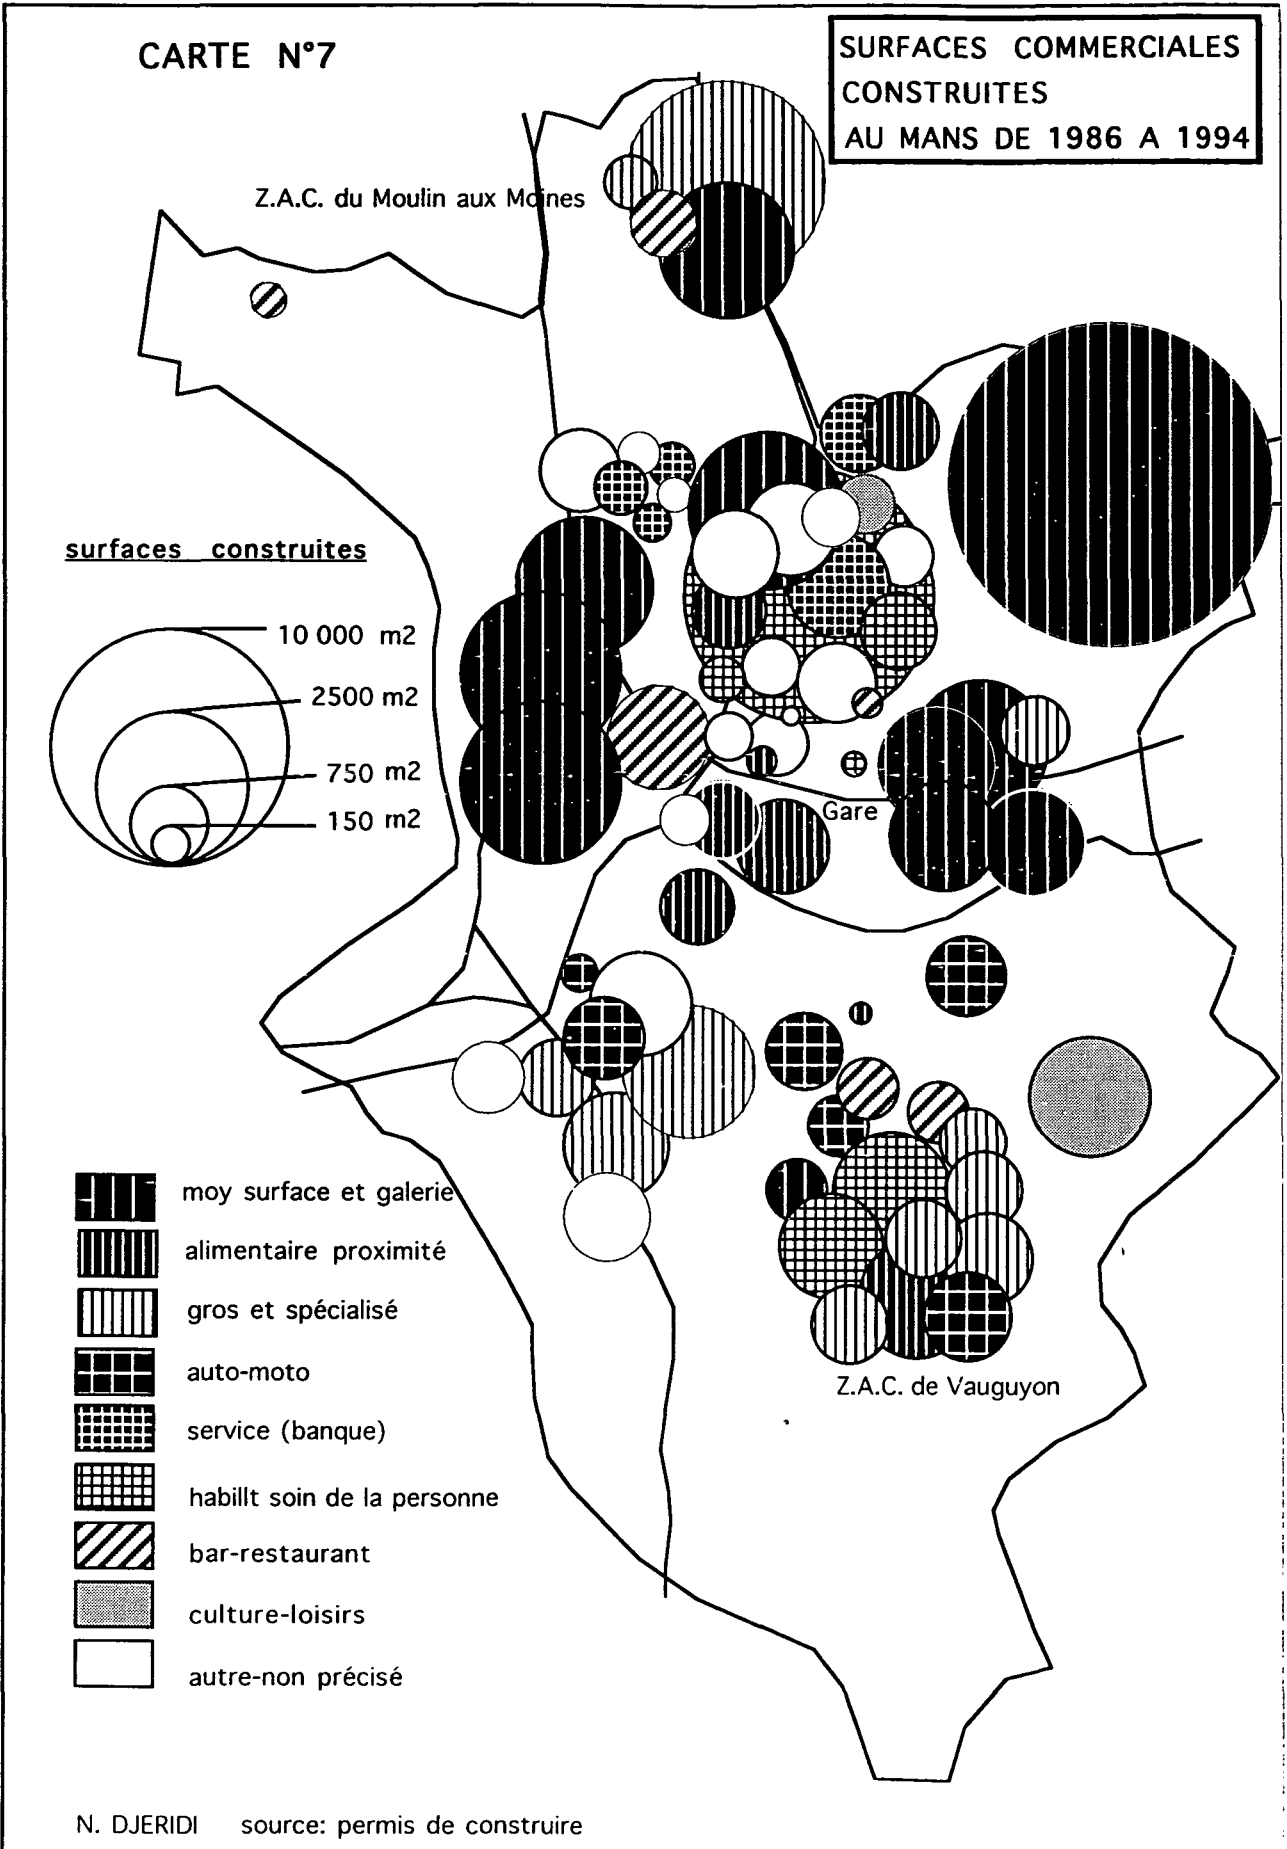 CARTE N°7
SURFACES COMMERCIALES
CONSTRUITES
AU MANS DE 1986 A 1994
Z.A.C. du Moulin aux Moines
surfaces construites
10 000 m2
2500 m2
750 m2
150 m2
Gare
moy surface et galerie
alimentaire proximité
gros et spécialisé
auto-moto
service (banque)
habillt soin de la personne
bar-restaurant
culture-loisirs
autre-non précisé
Z.A.C. de Vauguyon
N. DJERIDI source: permis de construire